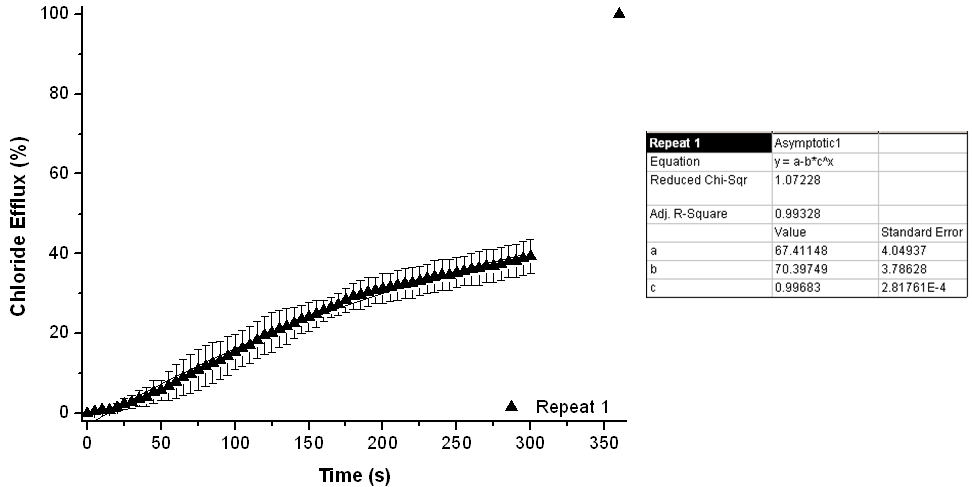 100
80
60
40
20
0
Chloride Efflux (%)
0 50 100 150 200 250 300 350
Time (s)
Repeat 1
Repeat 1 Asymptotic1
Equation y = a-b*c^x
Reduced Chi-Sqr 1.07228
Adj. R-Square 0.99328
Value Standard Error
a 67.41148 4.04937
b 70.39749 3.78628
c 0.99683 2.81761E-4